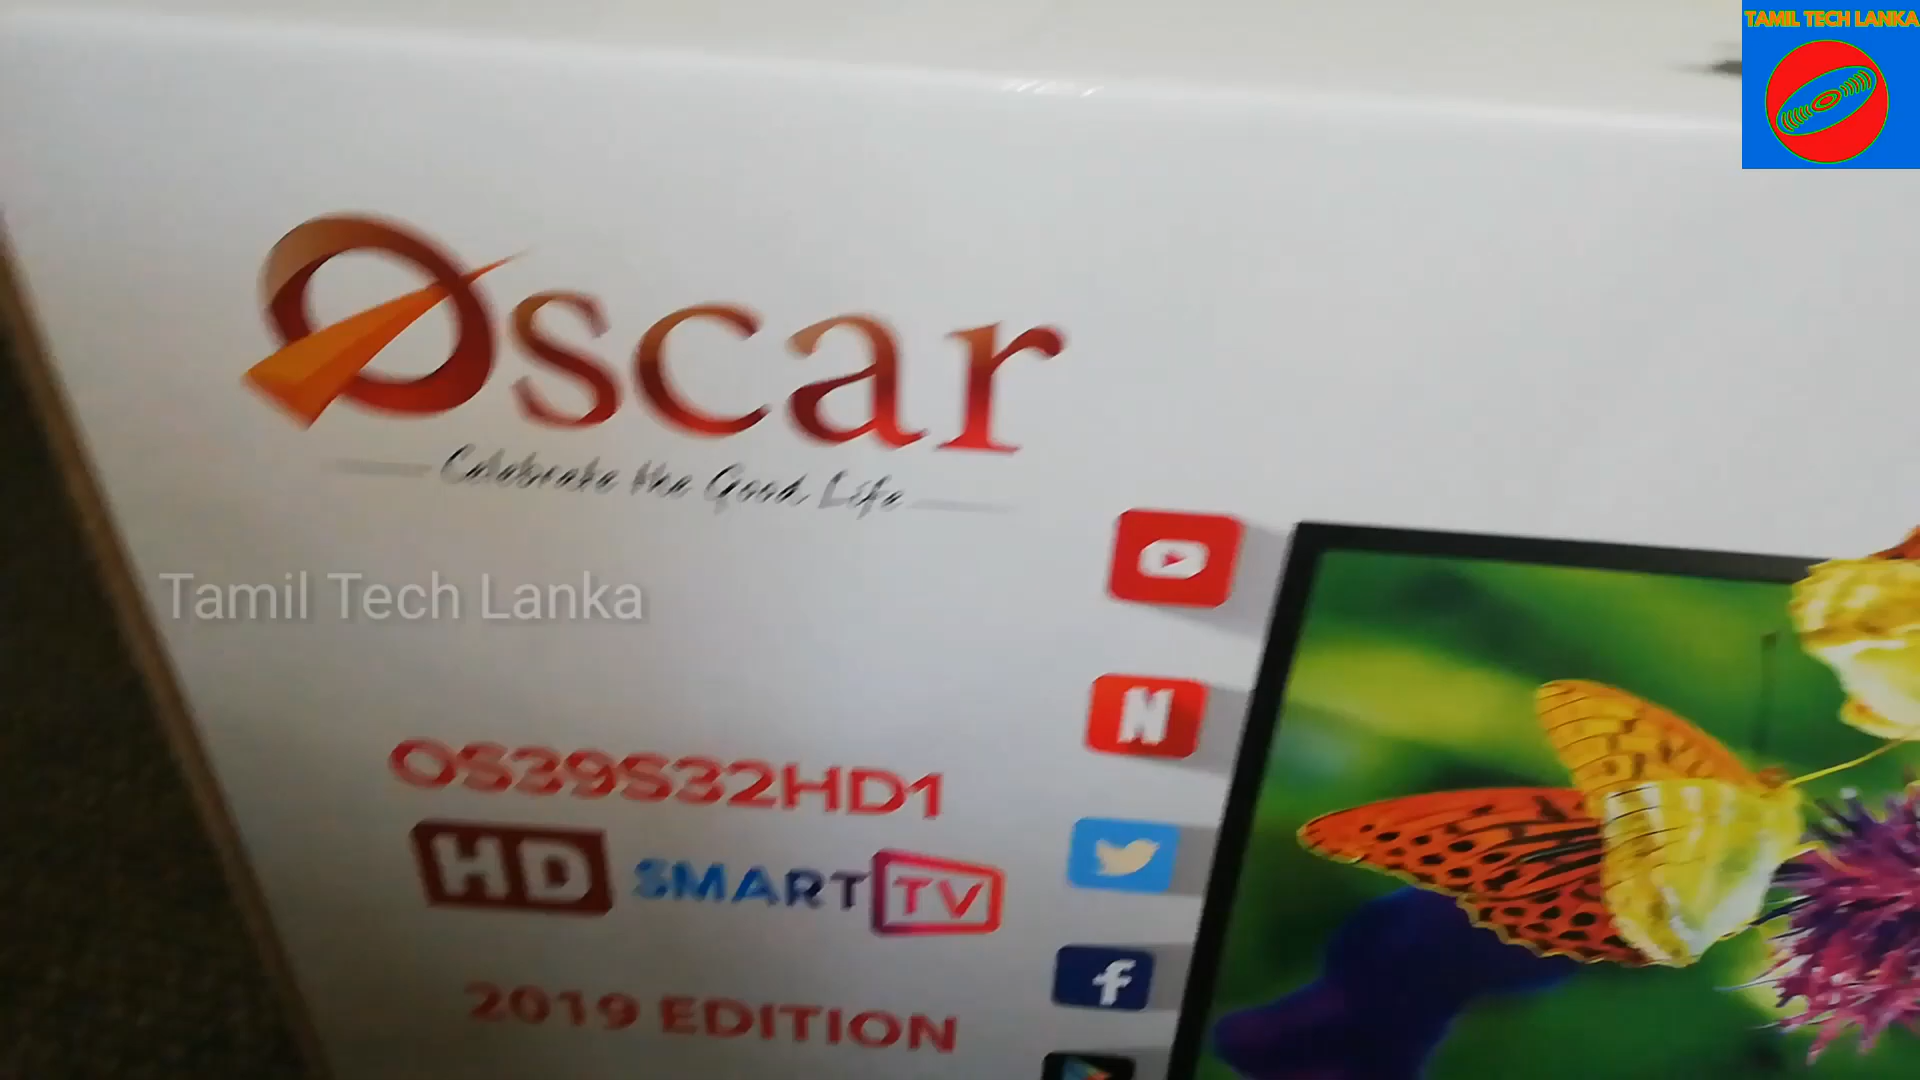 TAMIL TECH LANKA
Oscar
Celebrate the Good Life
Tamil Tech Lanka
OS39S32HD1
HD SMART TV
2019 EDITION
N
f